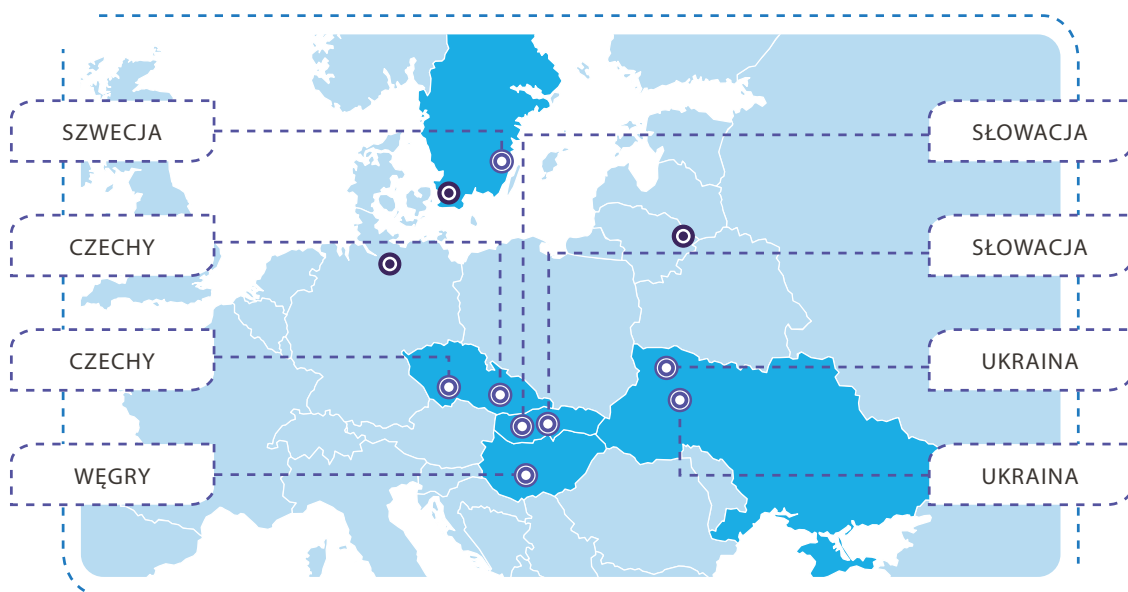 SZWECJA
CZECHY
CZECHY
WĘGRY
SŁOWACJA
SŁOWACJA
UKRAINA
UKRAINA